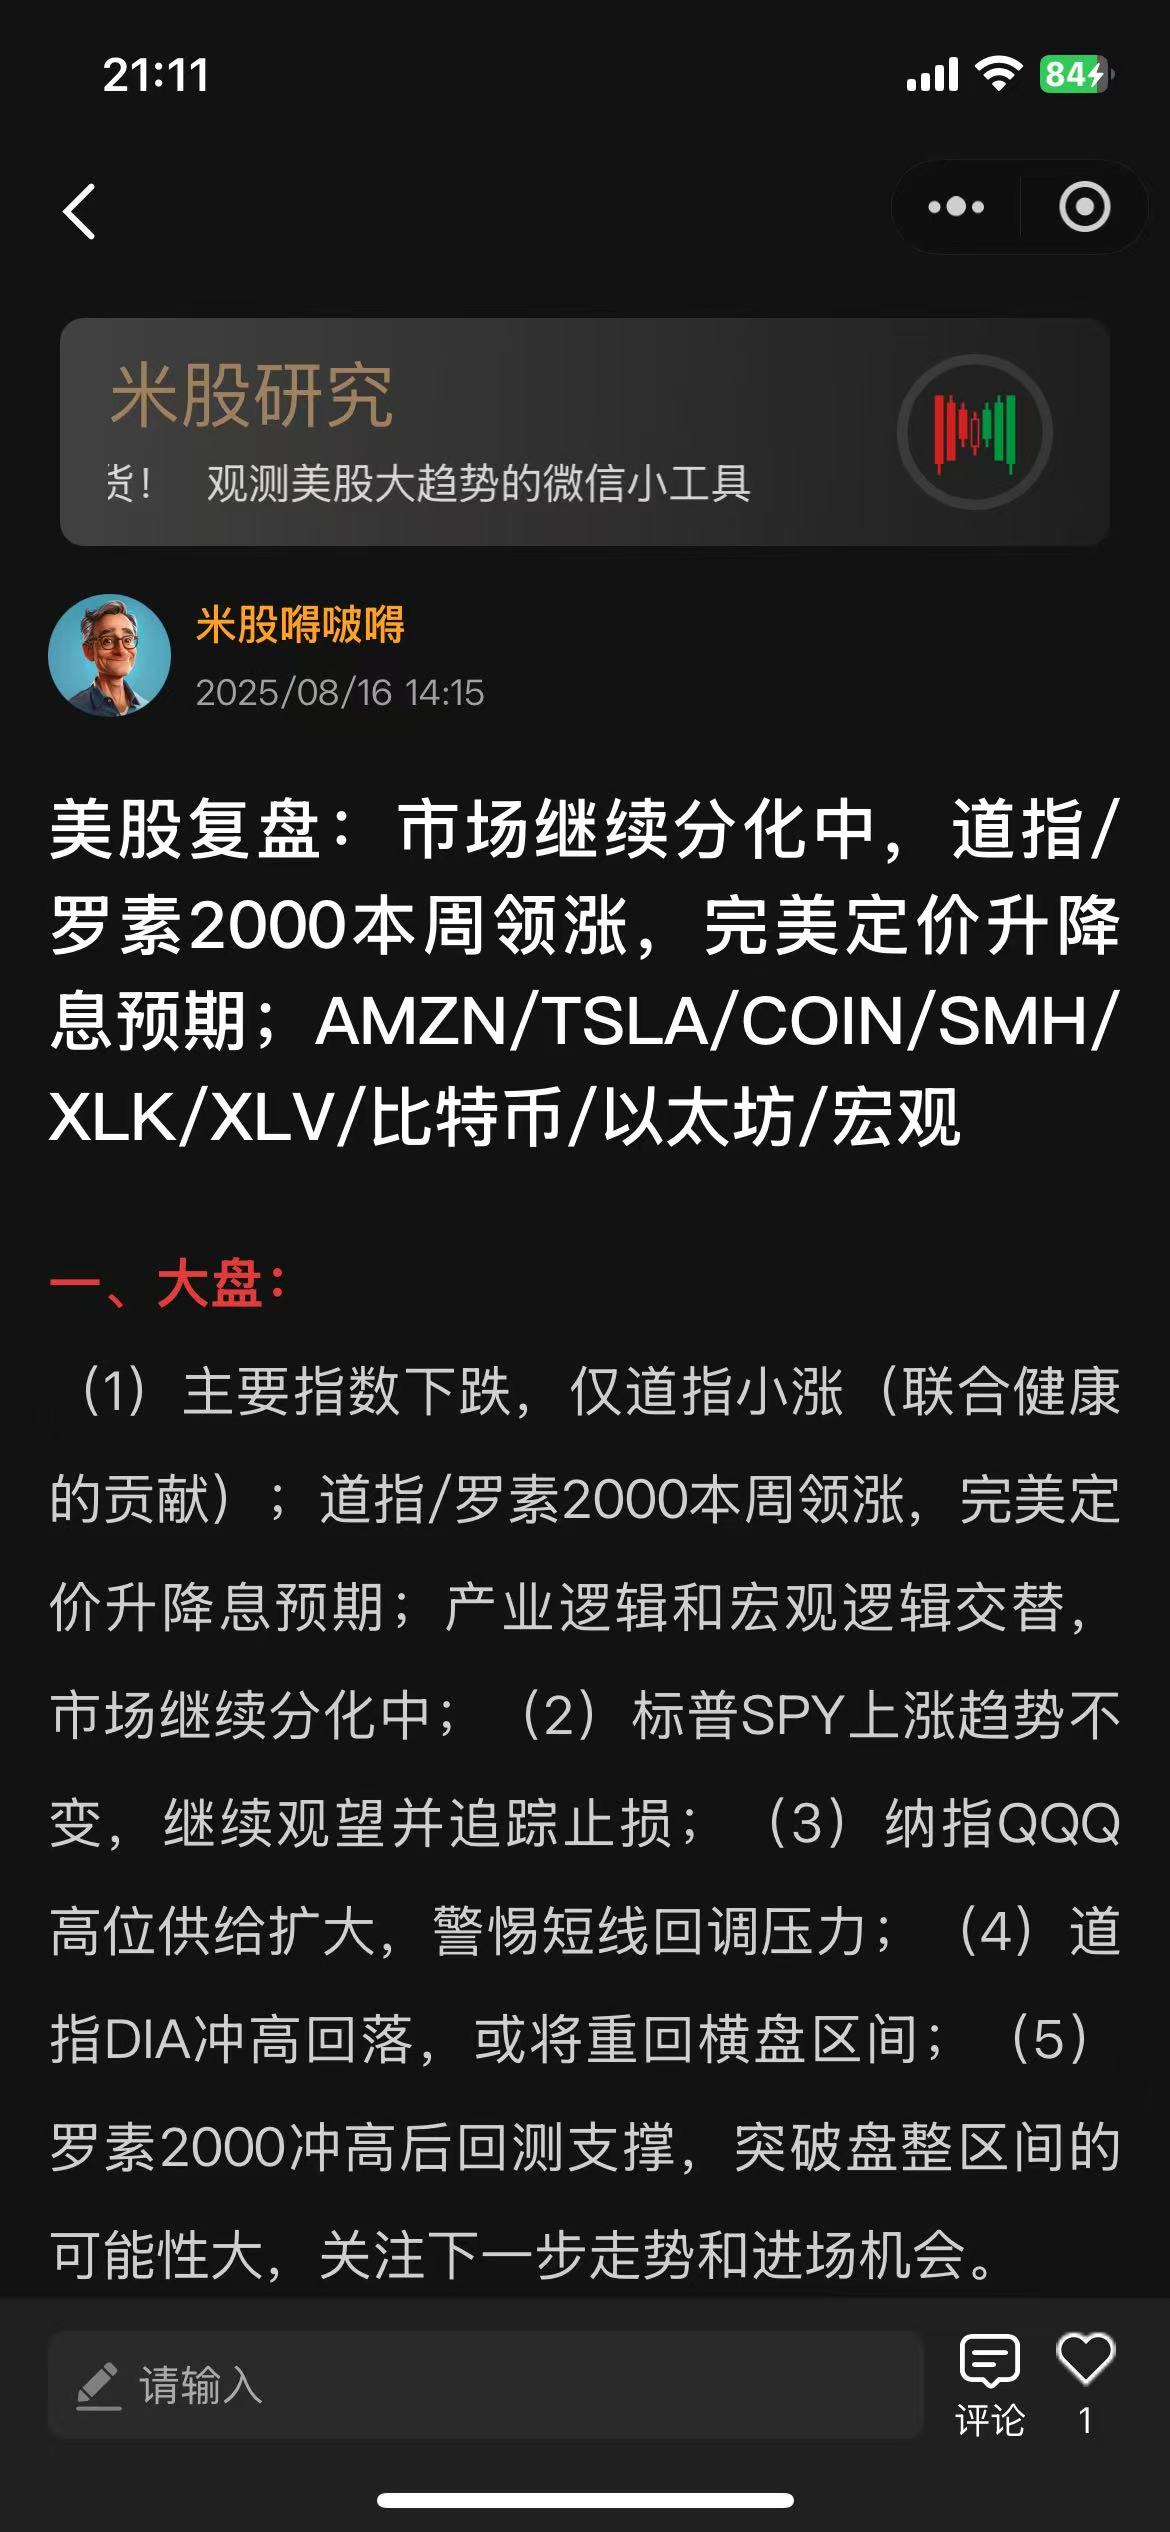 21:11
84
米股研究
货！ 观测美股大趋势的微信小工具
米股嘚啵嘚
2025/08/16 14:15
美股复盘：市场继续分化中，道指/
罗素2000本周领涨，完美定价升降
息预期；AMZN/TSLA/COIN/SMH/
XLK/XLV/比特币/以太坊/宏观
一、大盘：
（1）主要指数下跌，仅道指小涨（联合健康
的贡献）；道指/罗素2000本周领涨，完美定
价升降息预期；产业逻辑和宏观逻辑交替，
市场继续分化中；（2）标普SPY上涨趋势不
变，继续观望并追踪止损；（3）纳指QQQ
高位供给扩大，警惕短线回调压力；（4）道
指DIA冲高回落，或将重回横盘区间；（5）
罗素2000冲高后回测支撑，突破盘整区间的
可能性大，关注下一步走势和进场机会。
请输入
评论
1